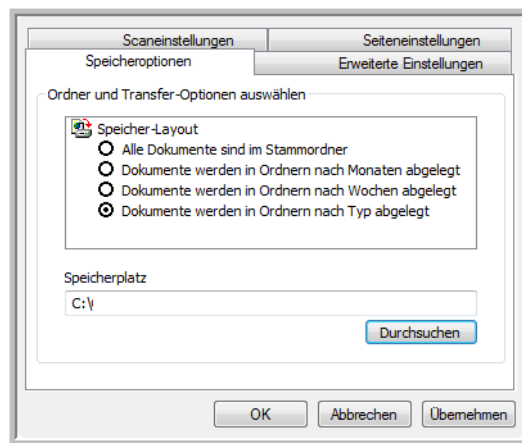 Scaneinstellungen
Seiteneinstellungen
Speicheroptionen
Erweiterte Einstellungen
Ordner und Transfer-Optionen auswählen
Speicher-Layout
Alle Dokumente sind im Stammordner
Dokumente werden in Ordnern nach Monaten abgelegt
Dokumente werden in Ordnern nach Wochen abgelegt
Dokumente werden in Ordnern nach Typ abgelegt
Speicherplatz
C:\
Durchsuchen
OK
Abbrechen
Übernehmen